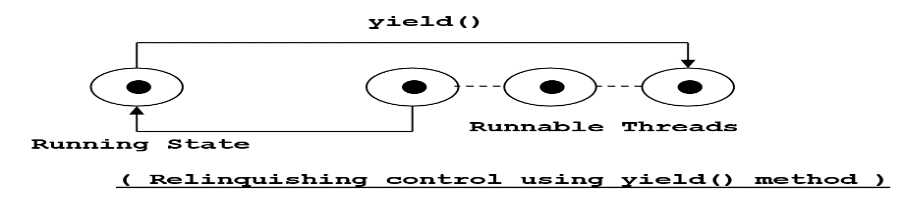 yield()
Runnable Threads
Running State
( Relinquishing control using yield() method )